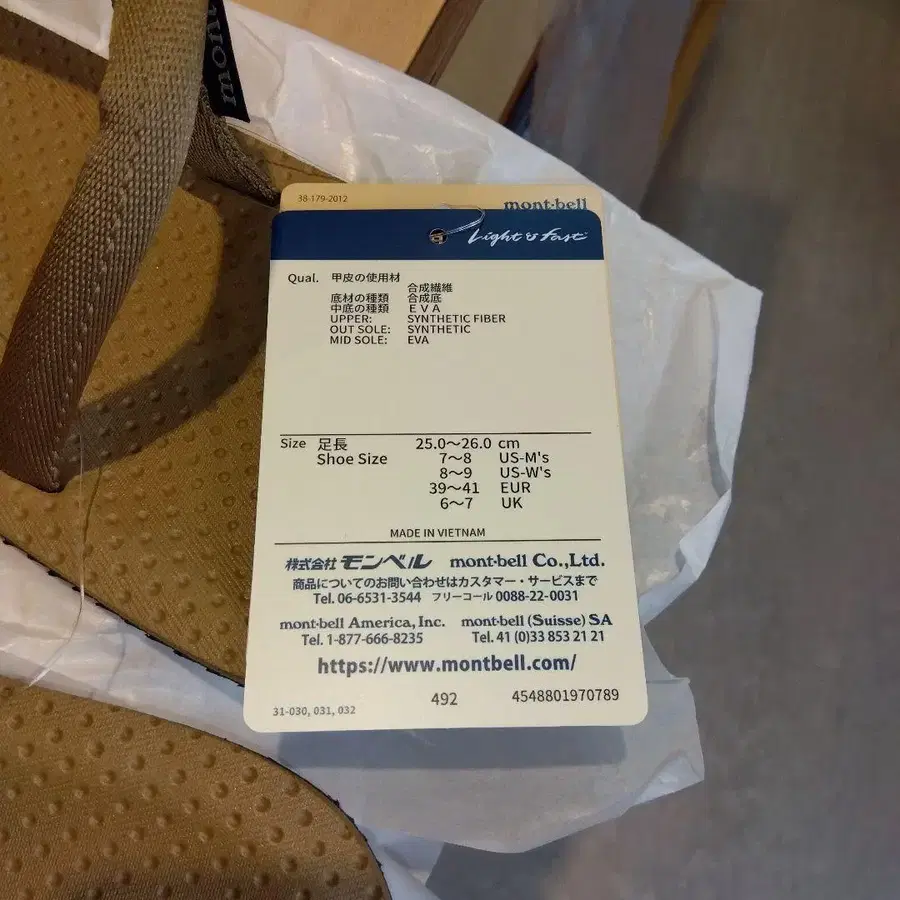 mont
38-179-2012
mont-bell
Light & Fast
Qual. 甲皮の使用材
合成繊維
底材の種類 合成底
中底の種類 ＥＶＡ
UPPER: SYNTHETIC FIBER
OUT SOLE: SYNTHETIC
MID SOLE: EVA
Size 足長 25.0～26.0 cm
Shoe Size 7～8 US-M's
8～9 US-W's
39～41 EUR
6～7 UK
MADE IN VIETNAM
株式会社モンベル mont-bell Co.,Ltd.
商品についてのお問い合わせはカスタマー・サービスまで
Tel. 06-6531-3544 フリーコール 0088-22-0031
mont-bell America, Inc. mont-bell (Suisse) SA
Tel. 1-877-666-8235 Tel. 41 (0)33 853 21 21
https://www.montbell.com/
492 4548801970789
31-030, 031, 032